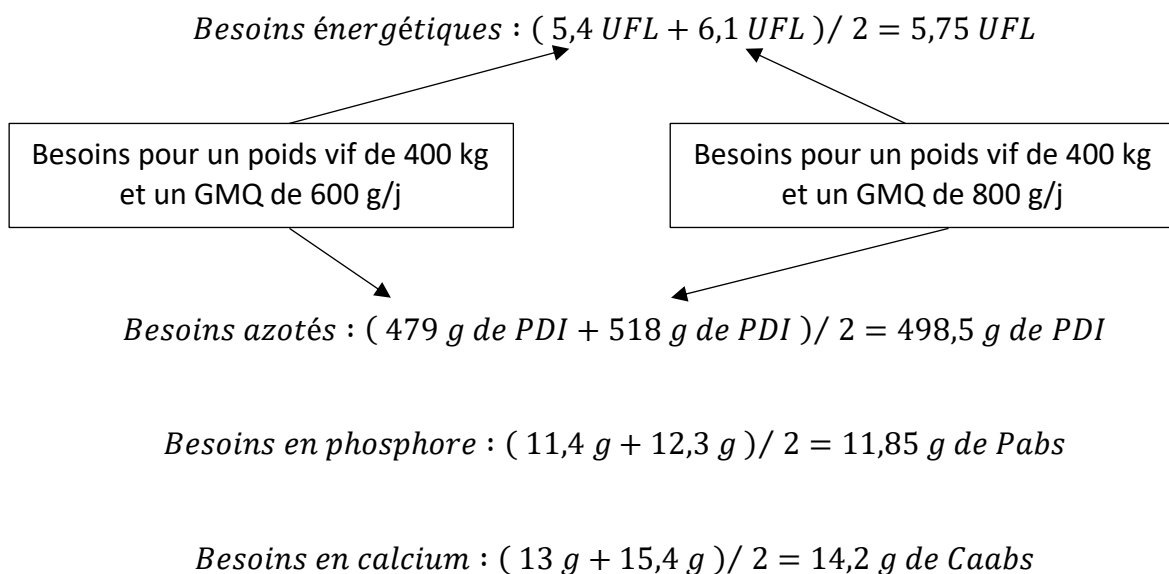 Besoins énergétiques : ( 5,4 UFL + 6,1 UFL )/ 2 = 5,75 UFL
Besoins pour un poids vif de 400 kg
et un GMQ de 600 g/j
Besoins pour un poids vif de 400 kg
et un GMQ de 800 g/j
Besoins azotés : ( 479 g de PDI + 518 g de PDI )/ 2 = 498,5 g de PDI
Besoins en phosphore : ( 11,4 g + 12,3 g )/ 2 = 11,85 g de Pabs
Besoins en calcium : ( 13 g + 15,4 g )/ 2 = 14,2 g de Caabs